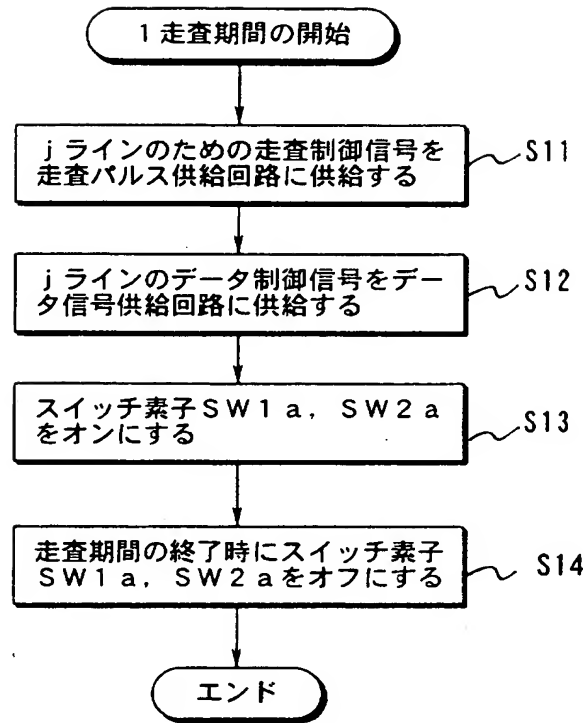 1走査期間の開始
jラインのための走査制御信号を
走査パルス供給回路に供給する
S11
jラインのデータ制御信号をデー
タ信号供給回路に供給する
S12
スイッチ素子SW1a，SW2a
をオンにする
S13
走査期間の終了時にスイッチ素子
SW1a，SW2aをオフにする
S14
エンド